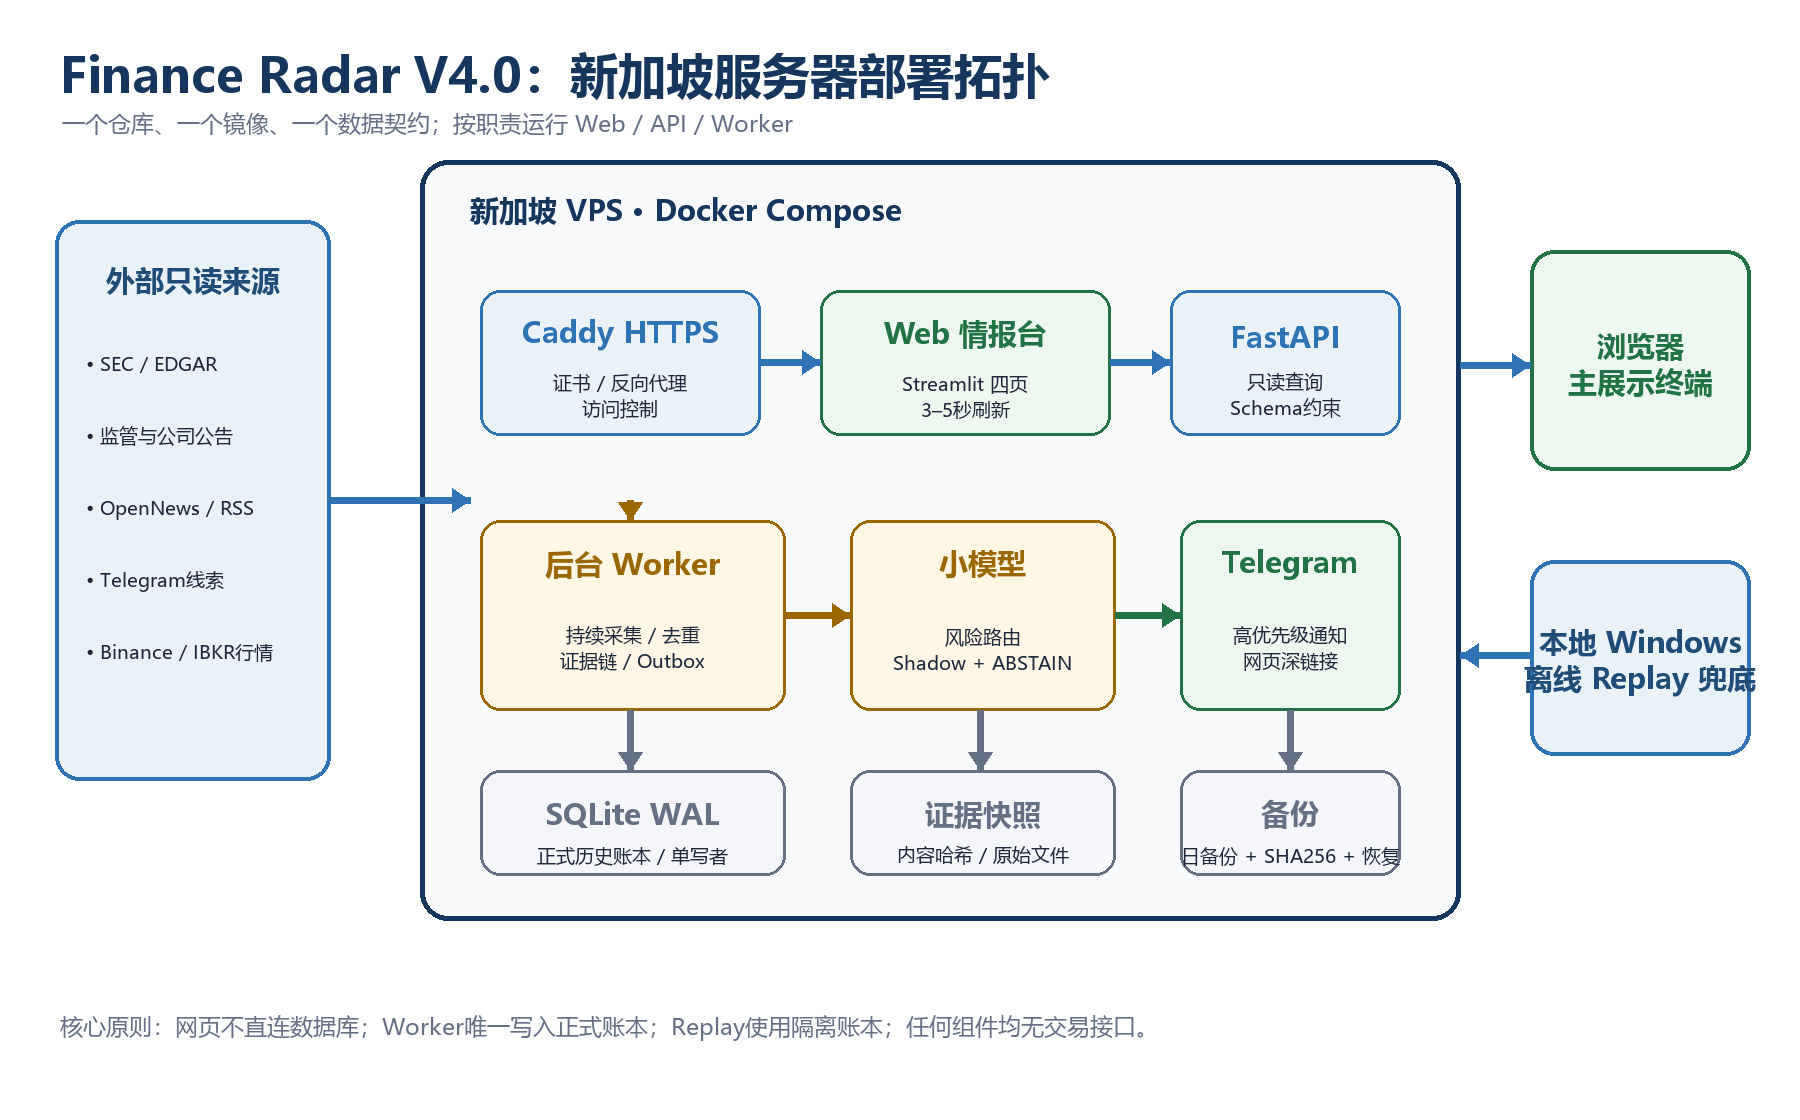 Finance Radar V4.0：新加坡服务器部署拓扑
一个仓库、一个镜像、一个数据契约；按职责运行 Web / API / Worker
外部只读来源
• SEC / EDGAR
• 监管与公司公告
• OpenNews / RSS
• Telegram线索
• Binance / IBKR行情
新加坡 VPS • Docker Compose
Caddy HTTPS
证书 / 反向代理
访问控制
Web 情报台
Streamlit 四页
3–5秒刷新
FastAPI
只读查询
Schema约束
后台 Worker
持续采集 / 去重
证据链 / Outbox
小模型
风险路由
Shadow + ABSTAIN
Telegram
高优先级通知
网页深链接
SQLite WAL
正式历史账本 / 单写者
证据快照
内容哈希 / 原始文件
备份
日备份 + SHA256 + 恢复
浏览器
主展示终端
本地 Windows
离线 Replay 兜底
核心原则：网页不直连数据库；Worker唯一写入正式账本；Replay使用隔离账本；任何组件均无交易接口。